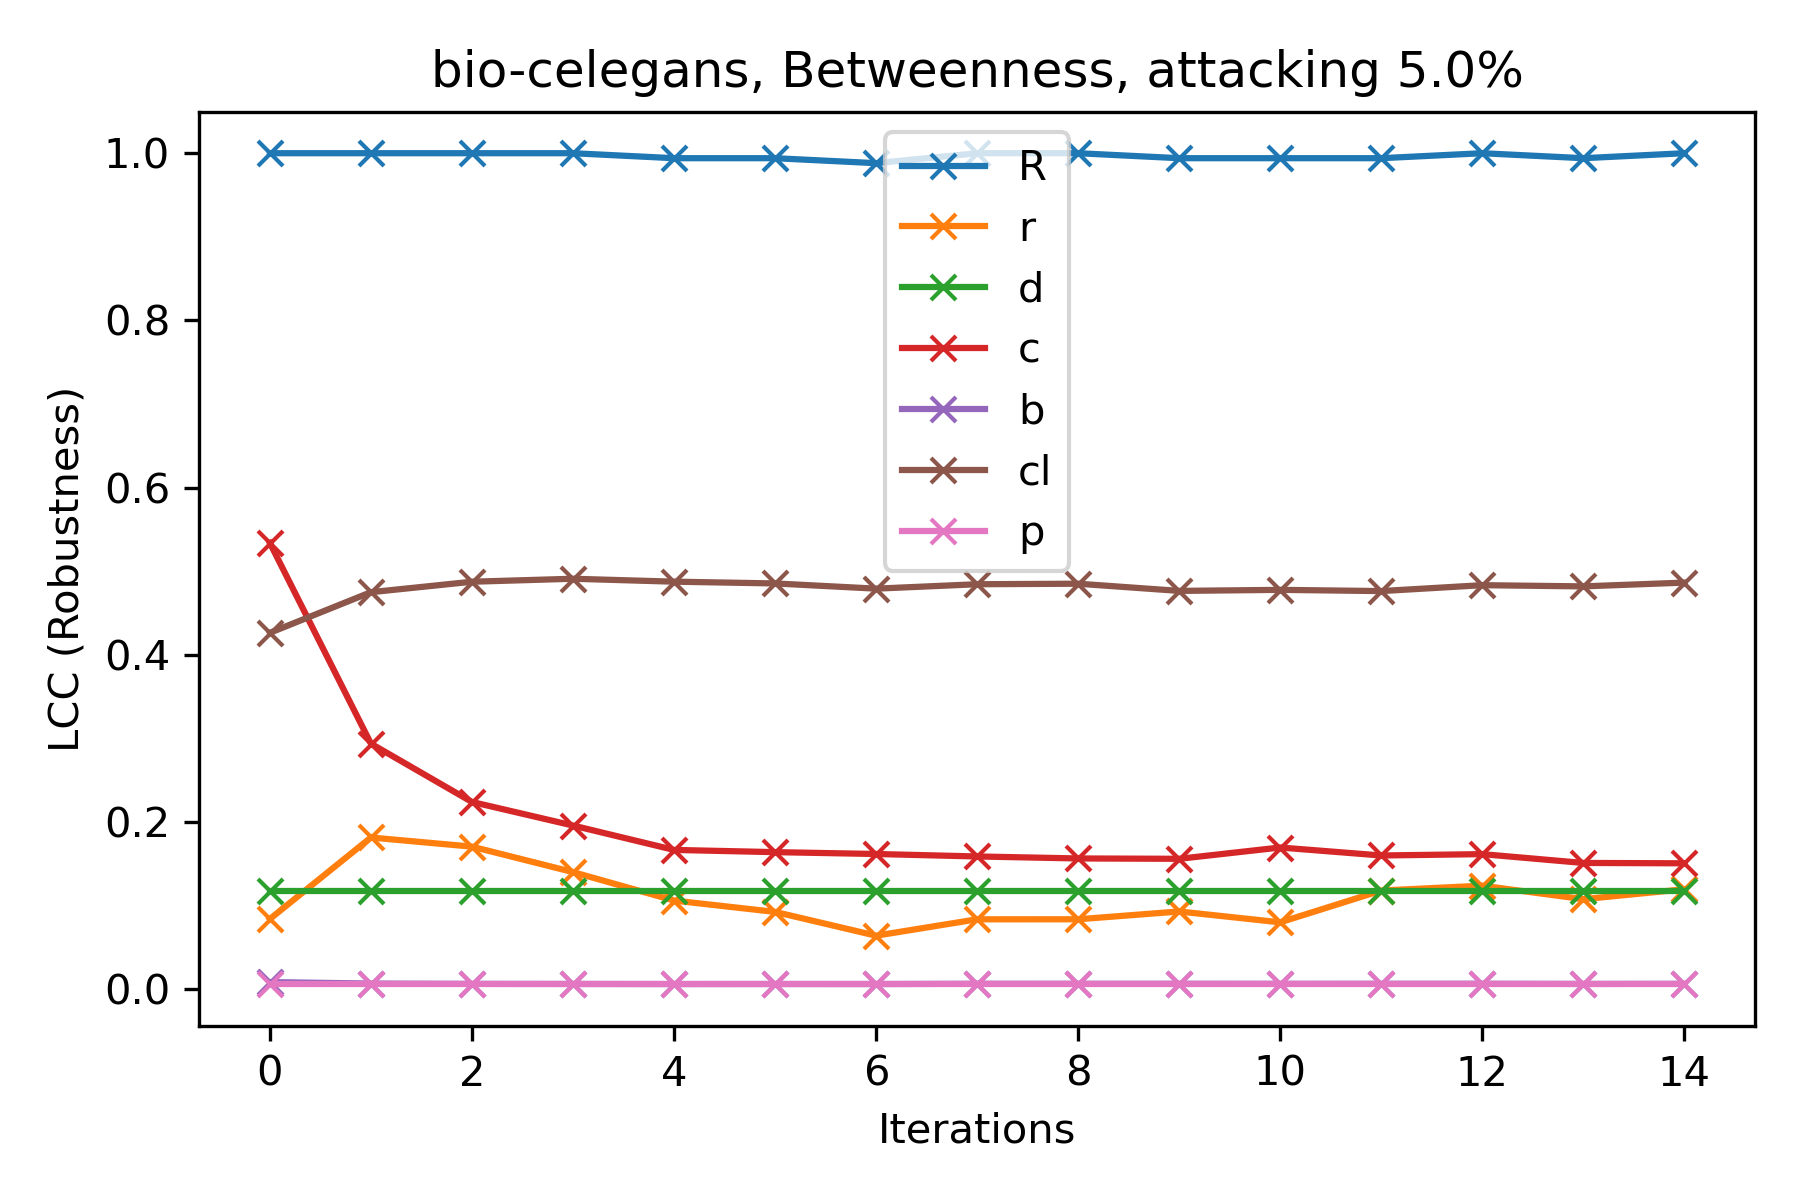 bio-celegans, Betweenness, attacking 5.0%
1.0
0.8
0.6
0.4
0.2
0.0
LCC (Robustness)
R
r
d
c
b
cl
p
0 2 4 6 8 10 12 14
Iterations